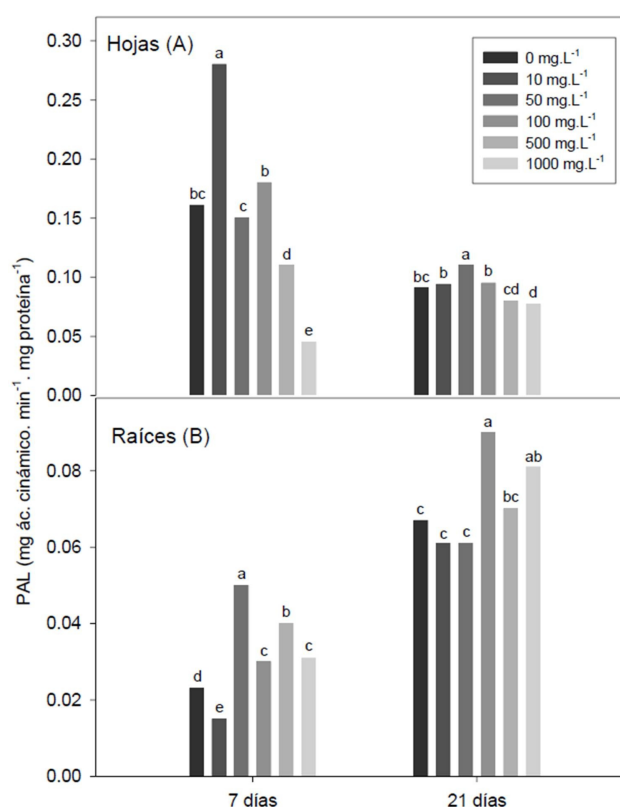 Hojas (A)
0 mg.L⁻¹
10 mg.L⁻¹
50 mg.L⁻¹
100 mg.L⁻¹
500 mg.L⁻¹
1000 mg.L⁻¹
0.30
0.25
0.20
0.15
0.10
0.05
0.00
bc a c b d e
bc b a b cd d
PAL (mg ác. cinámico. min⁻¹. mg proteína⁻¹)
Raíces (B)
0.08
0.06
0.04
0.02
0.00
d e a c b c
c c c a bc ab
7 días 21 días